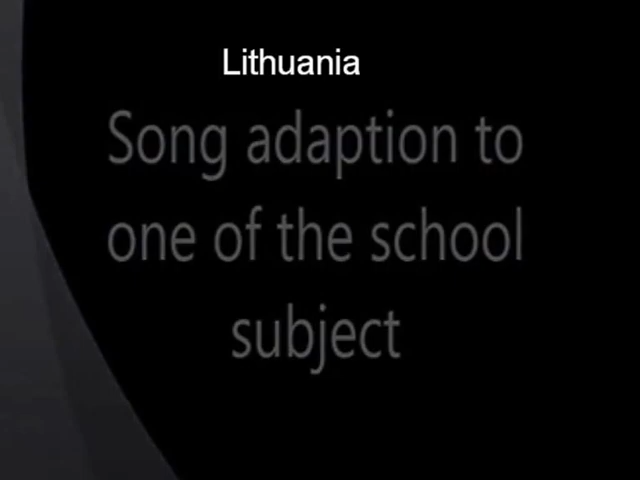 Lithuania
Song adaption to
one of the school
subject